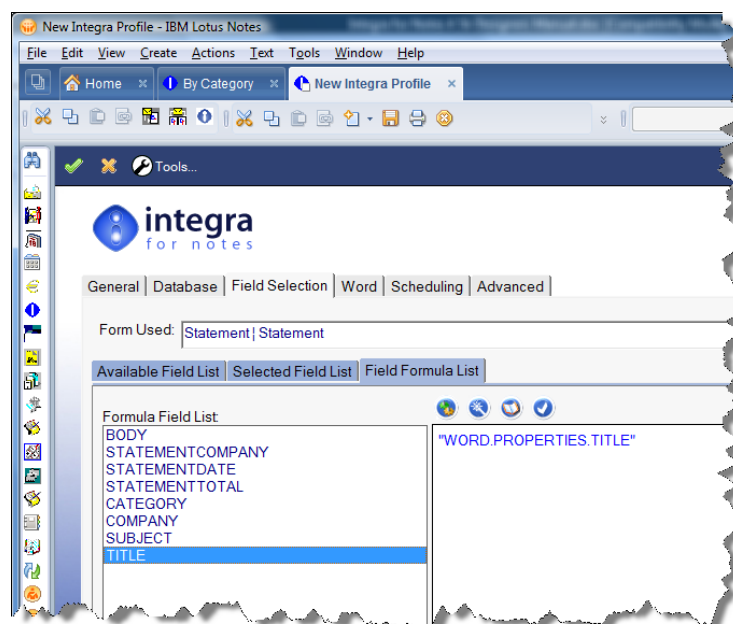 New Integra Profile - IBM Lotus Notes
File Edit View Create Actions Text Tools Window Help
Home By Category New Integra Profile
Tools...
integra
for notes
General Database Field Selection Word Scheduling Advanced
Form Used: Statement¦ Statement
Available Field List Selected Field List Field Formula List
Formula Field List:
BODY
STATEMENTCOMPANY
STATEMENTDATE
STATEMENTTOTAL
CATEGORY
COMPANY
SUBJECT
TITLE
"WORD.PROPERTIES.TITLE"